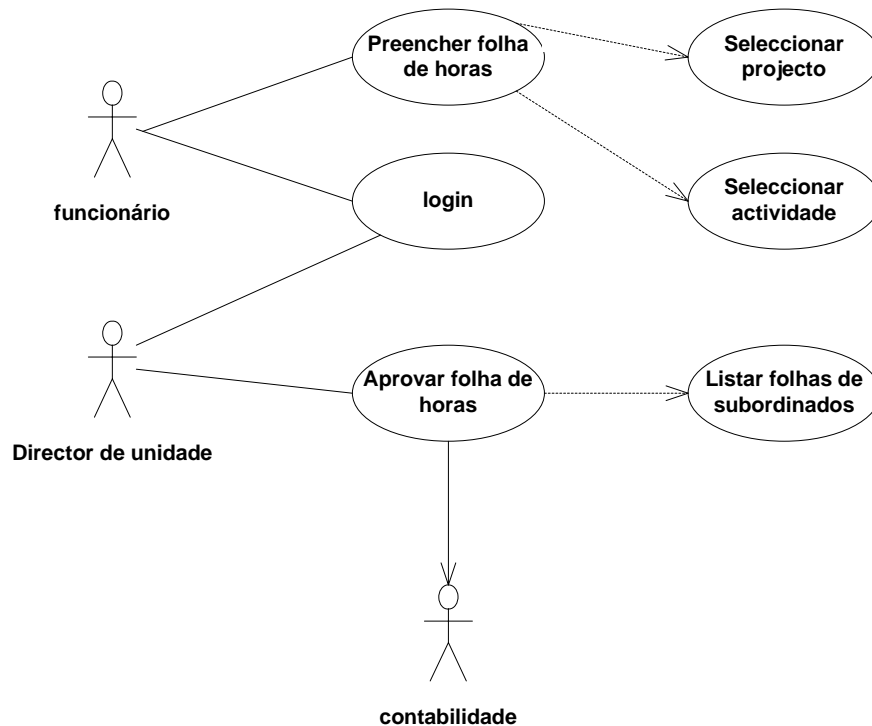 Preencher folha
de horas
Seleccionar
projecto
funcionário
login
Seleccionar
actividade
Director de unidade
Aprovar folha de
horas
Listar folhas de
subordinados
contabilidade